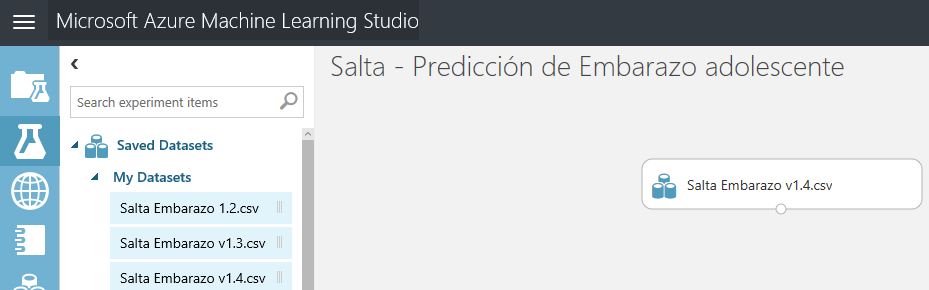 Microsoft Azure Machine Learning Studio
Salta - Predicción de Embarazo adolescente
Search experiment items
Saved Datasets
My Datasets
Salta Embarazo 1.2.csv
Salta Embarazo v1.3.csv
Salta Embarazo v1.4.csv
Salta Embarazo v1.4.csv